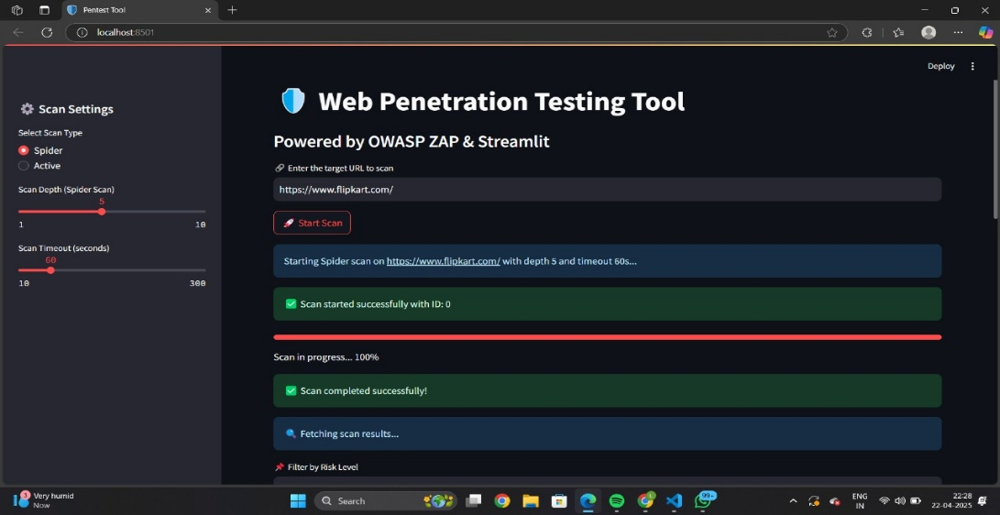 Pentest Tool
localhost:8501
Deploy
Scan Settings
Select Scan Type
Spider
Active
Scan Depth (Spider Scan)
5
1 10
Scan Timeout (seconds)
60
10 300
Web Penetration Testing Tool
Powered by OWASP ZAP & Streamlit
Enter the target URL to scan
https://www.flipkart.com/
Start Scan
Starting Spider scan on https://www.flipkart.com/ with depth 5 and timeout 60s...
Scan started successfully with ID: 0
Scan in progress... 100%
Scan completed successfully!
Fetching scan results...
Filter by Risk Level
Very humid
Now
Search
99+
ENG
IN
22:28
22-04-2025